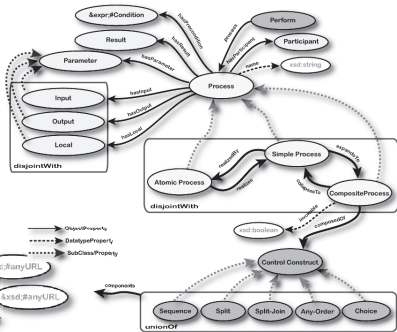 &expr;#Condition
hasPrecondition
Perform
process
Result
hasResult
hasParticipant
Participant
Parameter
hasParameter
name
xsd:string
Process
Input
hasInput
Output
hasOutput
Local
hasLocal
disjointWith
Simple Process
realizedBy
expandsTo
Atomic Process
realizes
collapseTo
CompositeProcess
disjointWith
invocable
composedOf
ObjectProperty
xsd:boolean
DatatypeProperty
SubClass/Property
Control Construct
;#anyURL
&xsd;#anyURL
components
Sequence
Split
Split-Join
Any-Order
Choice
unionOf